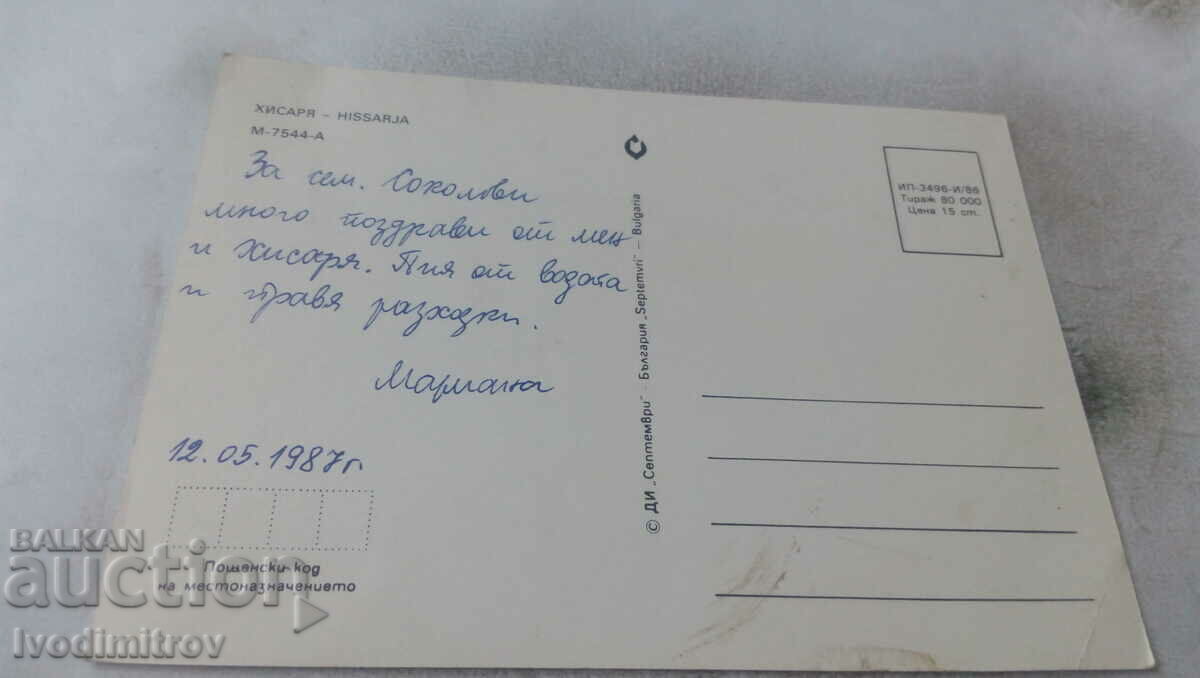 ХИСАРЯ – HISSARJA
М-7544-А
За сем. Соколови
много поздрави от мен
и Хисаря. Пия от водата
и правя разходки.
Мариана
12.05.1987г.
Пощенски код
на местоназначението
© ДИ „Септември" - България „Septemvri" — Bulgaria
ИП-3496-И/86
Тираж 80 000
Цена 15 ст.
BALKAN
auction
Ivodimitrov